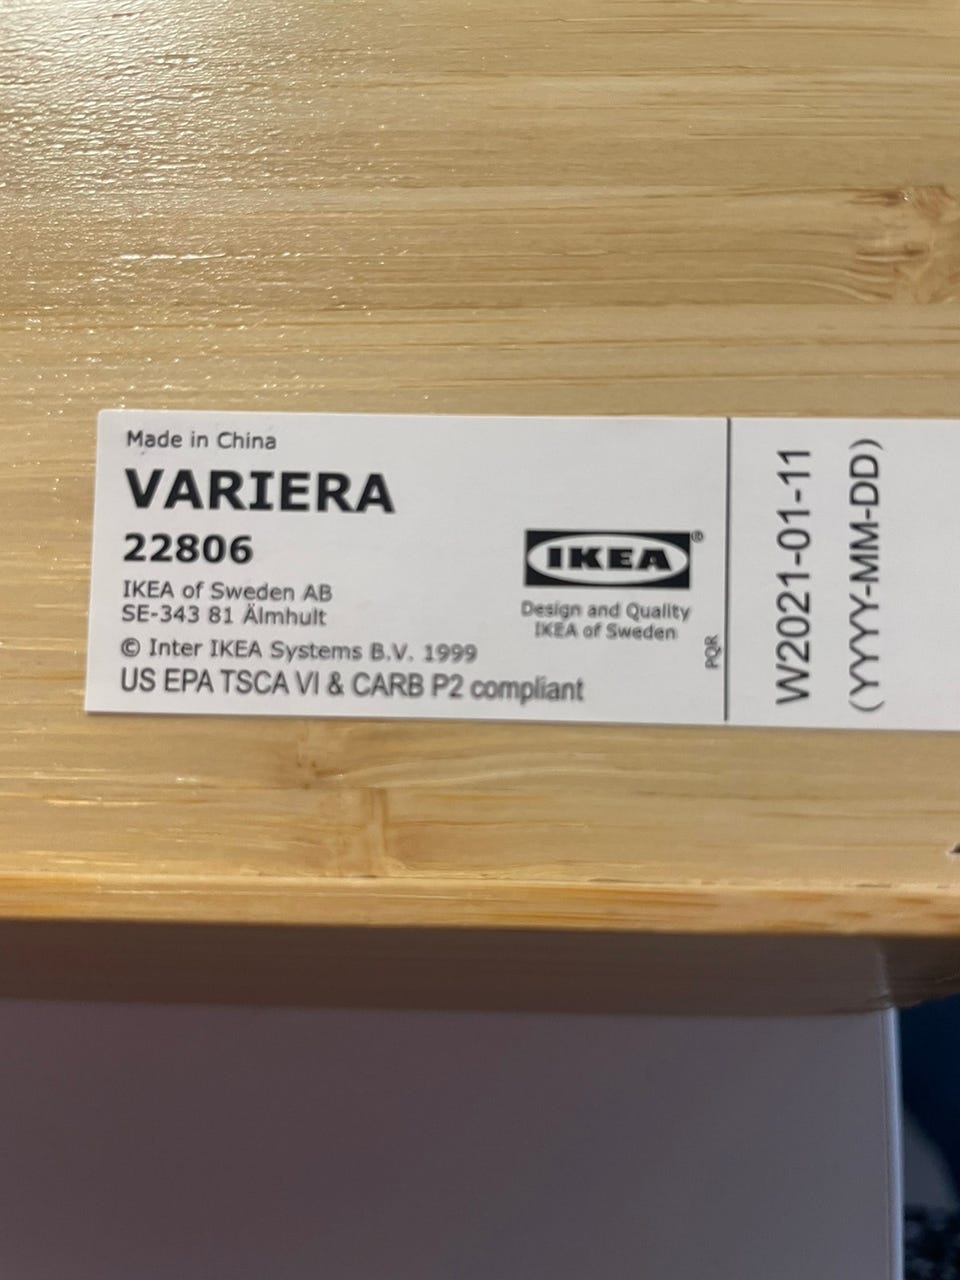 Made in China
VARIERA
22806
IKEA of Sweden AB
SE-343 81 Älmhult
© Inter IKEA Systems B.V. 1999
US EPA TSCA VI & CARB P2 compliant
IKEA®
Design and Quality
IKEA of Sweden
PQR
W2021-01-11
(YYYY-MM-DD)